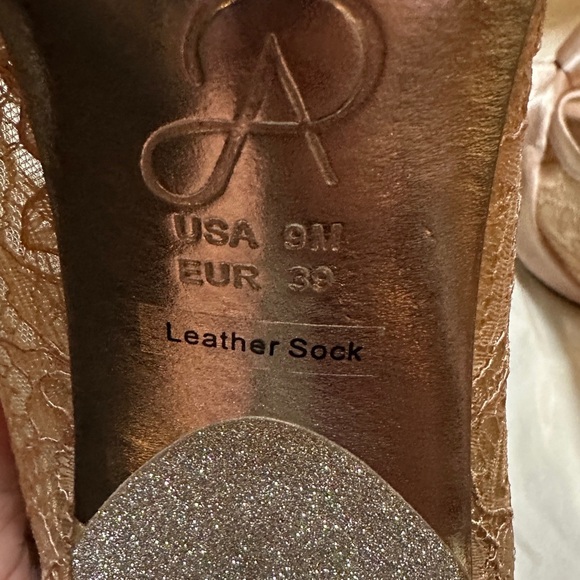 A
USA 9M
EUR 39
Leather Sock